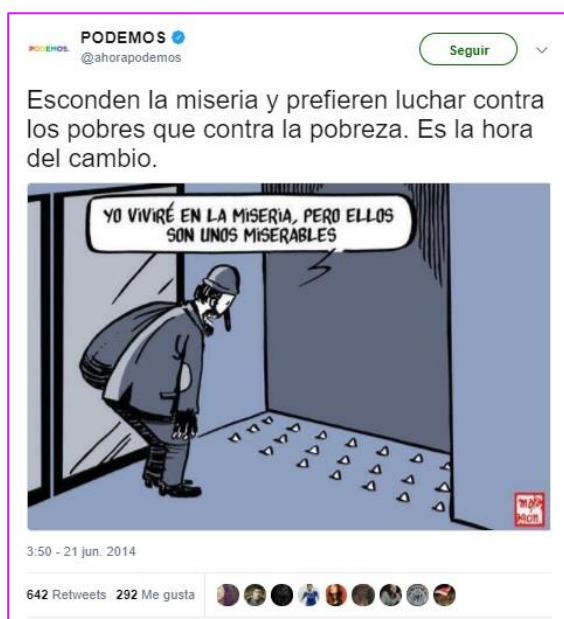 PODEMOS
PODEMOS.
@ahorapodemos
Seguir
Esconden la miseria y prefieren luchar contra
los pobres que contra la pobreza. Es la hora
del cambio.
YO VIVIRÉ EN LA MISERIA, PERO ELLOS
SON UNOS MISERABLES
3:50 - 21 jun. 2014
642 Retweets 292 Me gusta